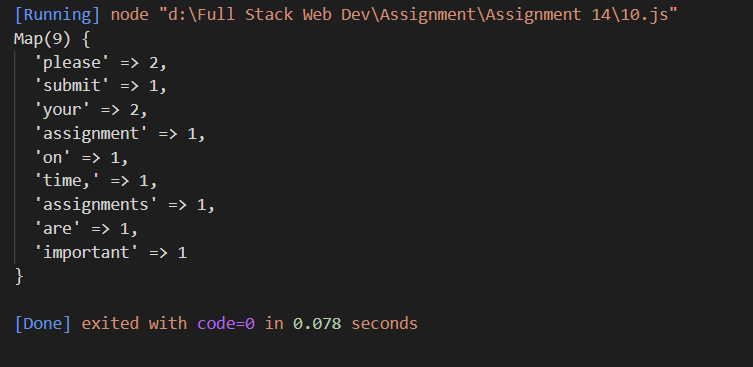 [Running] node "d:\Full Stack Web Dev\Assignment\Assignment 14\10.js"
Map(9) {
  'please' => 2,
  'submit' => 1,
  'your' => 2,
  'assignment' => 1,
  'on' => 1,
  'time,' => 1,
  'assignments' => 1,
  'are' => 1,
  'important' => 1
}
[Done] exited with code=0 in 0.078 seconds